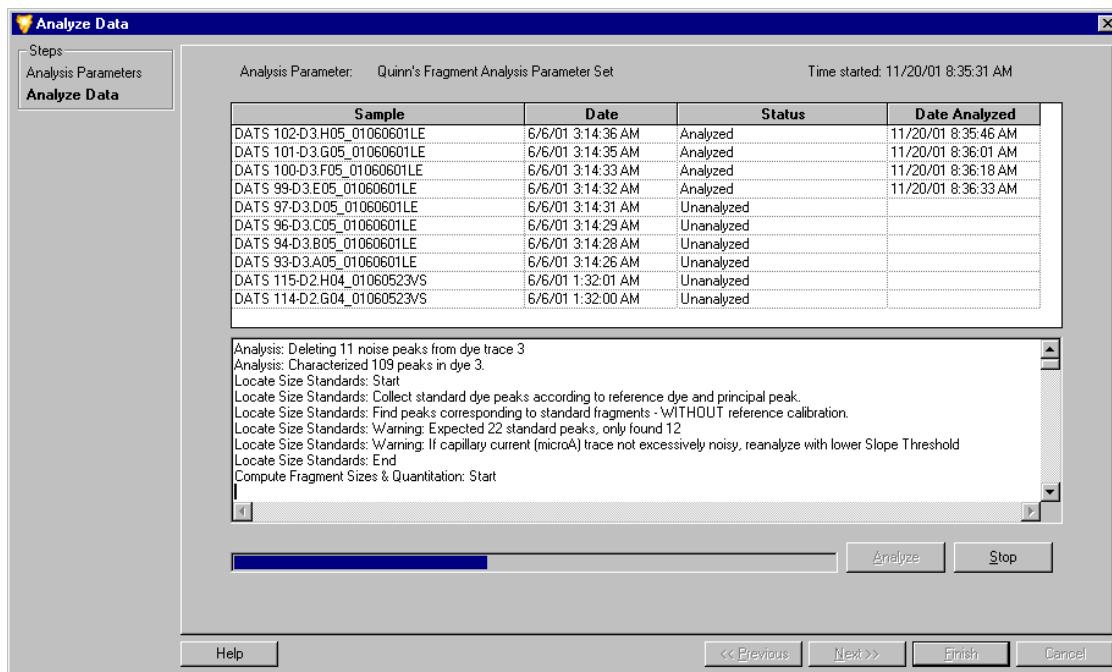 Analyze Data
Steps
Analysis Parameters
Analyze Data
Analysis Parameter: Quinn's Fragment Analysis Parameter Set Time started: 11/20/01 8:35:31 AM
Sample Date Status Date Analyzed
DATS 102-D3.H05_01060601LE 6/6/01 3:14:36 AM Analyzed 11/20/01 8:35:46 AM
DATS 101-D3.G05_01060601LE 6/6/01 3:14:35 AM Analyzed 11/20/01 8:36:01 AM
DATS 100-D3.F05_01060601LE 6/6/01 3:14:33 AM Analyzed 11/20/01 8:36:18 AM
DATS 99-D3.E05_01060601LE 6/6/01 3:14:32 AM Analyzed 11/20/01 8:36:33 AM
DATS 97-D3.D05_01060601LE 6/6/01 3:14:31 AM Unanalyzed
DATS 96-D3.C05_01060601LE 6/6/01 3:14:29 AM Unanalyzed
DATS 94-D3.B05_01060601LE 6/6/01 3:14:28 AM Unanalyzed
DATS 93-D3.A05_01060601LE 6/6/01 3:14:26 AM Unanalyzed
DATS 115-D2.H04_01060523VS 6/6/01 1:32:01 AM Unanalyzed
DATS 114-D2.G04_01060523VS 6/6/01 1:32:00 AM Unanalyzed
Analysis: Deleting 11 noise peaks from dye trace 3
Analysis: Characterized 109 peaks in dye 3.
Locate Size Standards: Start
Locate Size Standards: Collect standard dye peaks according to reference dye and principal peak.
Locate Size Standards: Find peaks corresponding to standard fragments - WITHOUT reference calibration.
Locate Size Standards: Warning: Expected 22 standard peaks, only found 12
Locate Size Standards: Warning: If capillary current (microA) trace not excessively noisy, reanalyze with lower Slope Threshold
Locate Size Standards: End
Compute Fragment Sizes & Quantitation: Start
Analyze Stop
Help << Previous Next >> Finish Cancel